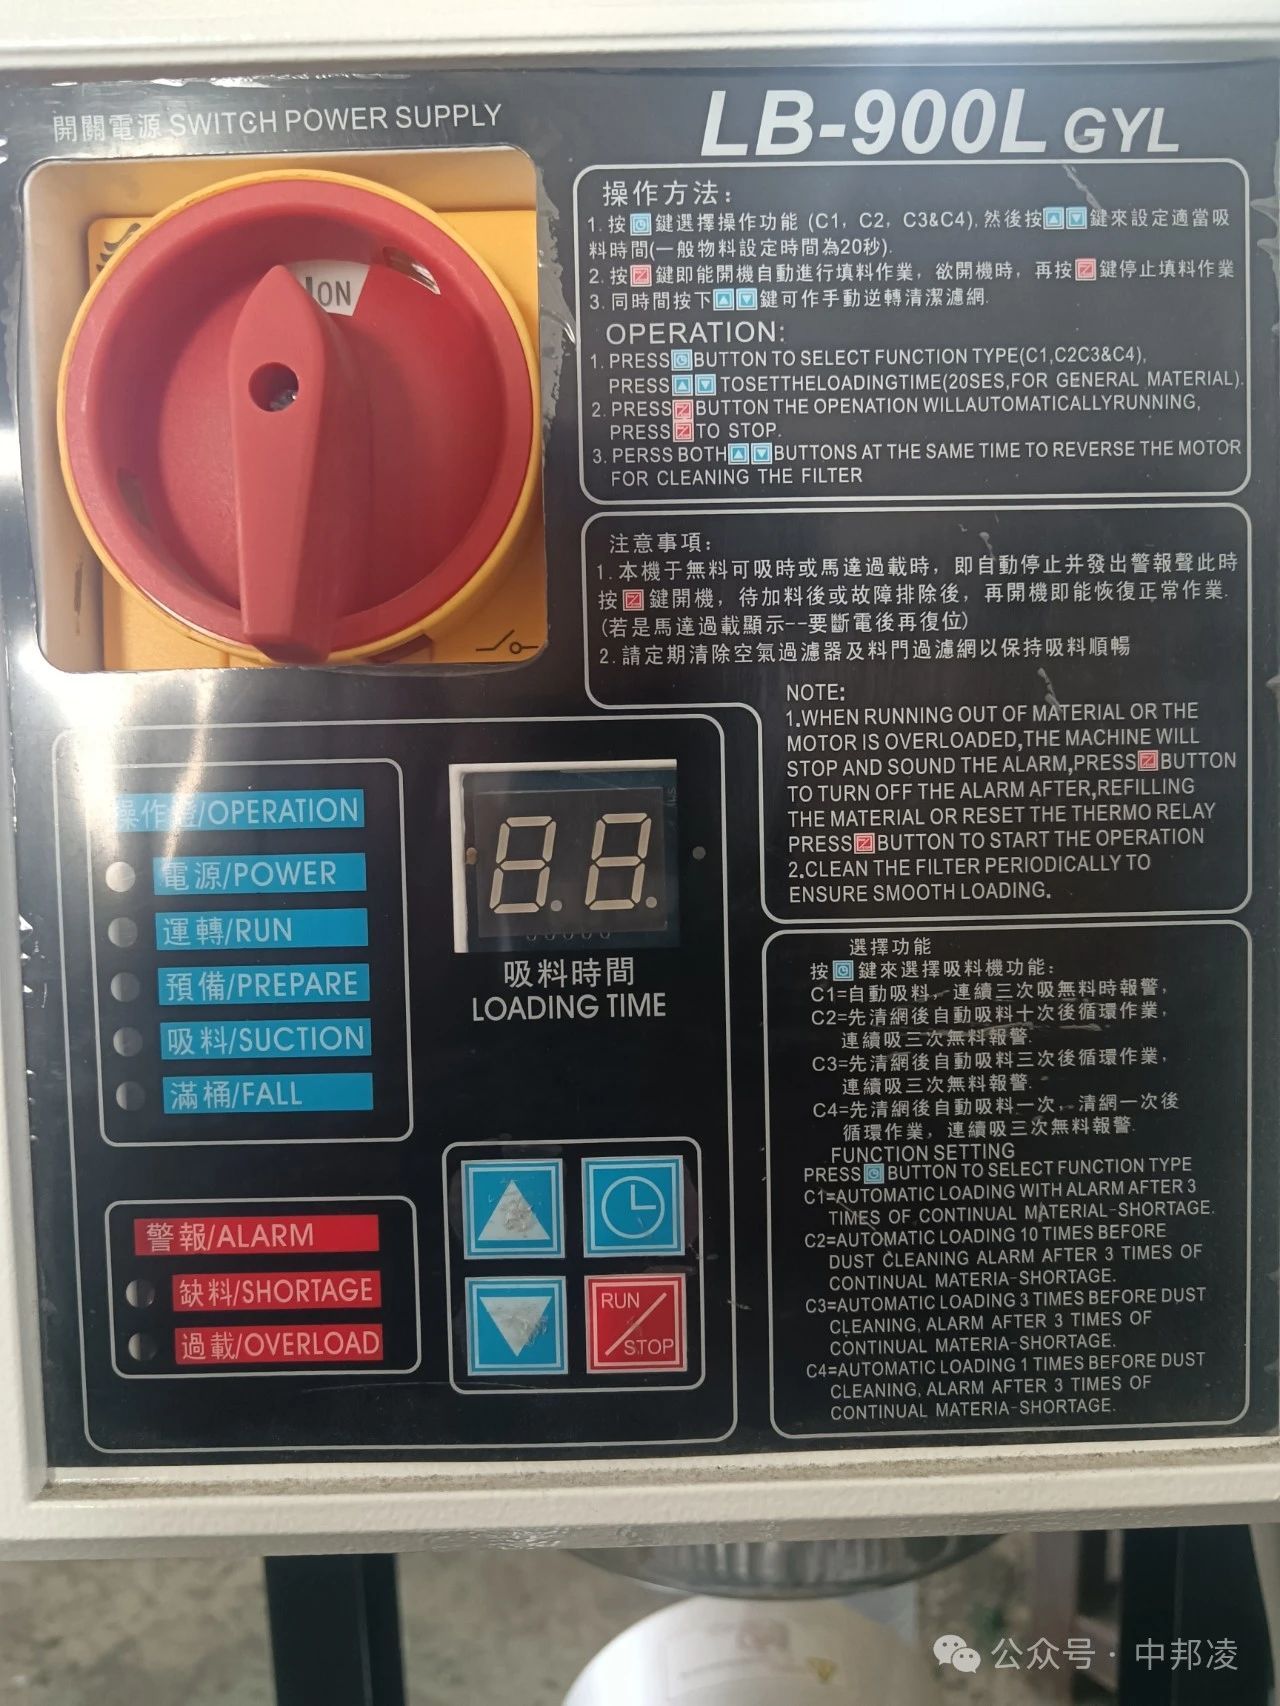 開關電源 SWITCH POWER SUPPLY
ION
LB-900L GYL
操作方法：
1. 按鍵選擇操作功能 (C1，C2，C3&C4), 然後按鍵來設定適當吸
料時間(一般物料設定時間為20秒).
2. 按鍵即能開機自動進行填料作業，欲開機時，再按鍵停止填料作業
3. 同時間按下鍵可作手動逆轉清潔濾網.
OPERATION:
1. PRESS BUTTON TO SELECT FUNCTION TYPE(C1,C2C3&C4),
PRESS TOSETTHELOADINGTIME(20SES,FOR GENERAL MATERIAL).
2. PRESS BUTTON THE OPENATION WILLAUTOMATICALLYRUNNING,
PRESS TO STOP.
3. PERSS BOTH BUTTONS AT THE SAME TIME TO REVERSE THE MOTOR
FOR CLEANING THE FILTER
注意事項：
1. 本機于無料可吸時或馬達過載時，即自動停止并發出警報聲此時
按鍵開機，待加料後或故障排除後，再開機即能恢復正常作業.
(若是馬達過載顯示--要斷電後再復位)
2. 請定期清除空氣過濾器及料門過濾網以保持吸料順暢
NOTE:
1.WHEN RUNNING OUT OF MATERIAL OR THE
MOTOR IS OVERLOADED,THE MACHINE WILL
STOP AND SOUND THE ALARM,PRESS BUTTON
TO TURN OFF THE ALARM AFTER,REFILLING
THE MATERIAL OR RESET THE THERMO RELAY
PRESS BUTTON TO START THE OPERATION
2.CLEAN THE FILTER PERIODICALLY TO
ENSURE SMOOTH LOADING.
操作燈/OPERATION
電源/POWER
運轉/RUN
預備/PREPARE
吸料/SUCTION
滿桶/FALL
8.8.
吸料時間
LOADING TIME
警報/ALARM
缺料/SHORTAGE
過載/OVERLOAD
RUN/STOP
選擇功能
按鍵來選擇吸料機功能：
C1=自動吸料，連續三次吸無料時報警，
C2=先清網後自動吸料十次後循環作業，
連續吸三次無料報警.
C3=先清網後自動吸料三次後循環作業，
連續吸三次無料報警.
C4=先清網後自動吸料一次，清網一次後
循環作業，連續吸三次無料報警.
FUNCTION SETTING
PRESS BUTTON TO SELECT FUNCTION TYPE
C1=AUTOMATIC LOADING WITH ALARM AFTER 3
TIMES OF CONTINUAL MATERIAL-SHORTAGE.
C2=AUTOMATIC LOADING 10 TIMES BEFORE
DUST CLEANING ALARM AFTER 3 TIMES OF
CONTINUAL MATERIA-SHORTAGE.
C3=AUTOMATIC LOADING 3 TIMES BEFORE DUST
CLEANING, ALARM AFTER 3 TIMES OF
CONTINUAL MATERIA-SHORTAGE.
C4=AUTOMATIC LOADING 1 TIMES BEFORE DUST
CLEANING, ALARM AFTER 3 TIMES OF
CONTINUAL MATERIA-SHORTAGE.
公众号·中邦凌